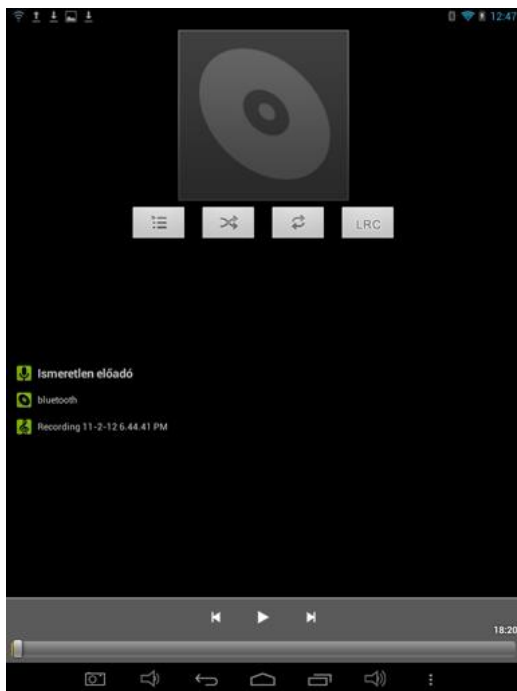 12:47
LRC
Ismeretlen előadó
bluetooth
Recording 11-2-12 6.44.41 PM
18:20